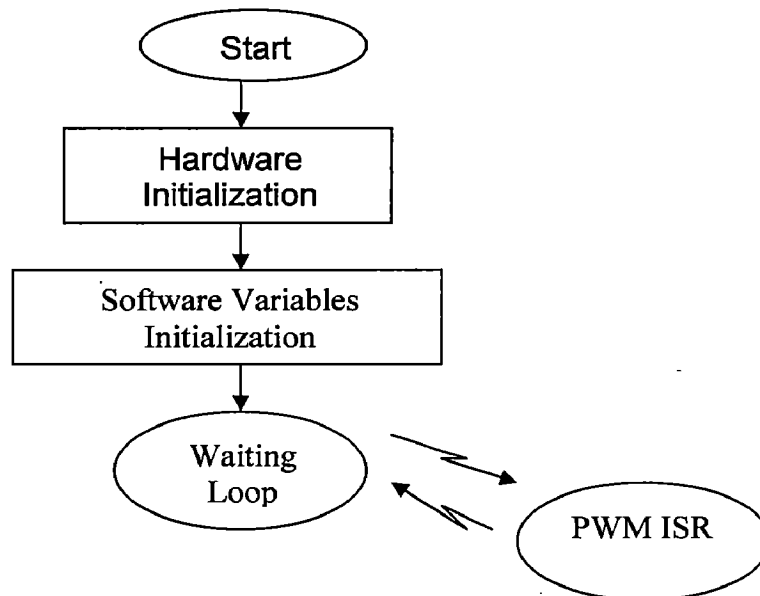 Start
Hardware
Initialization
Software Variables
Initialization
Waiting
Loop
PWM ISR